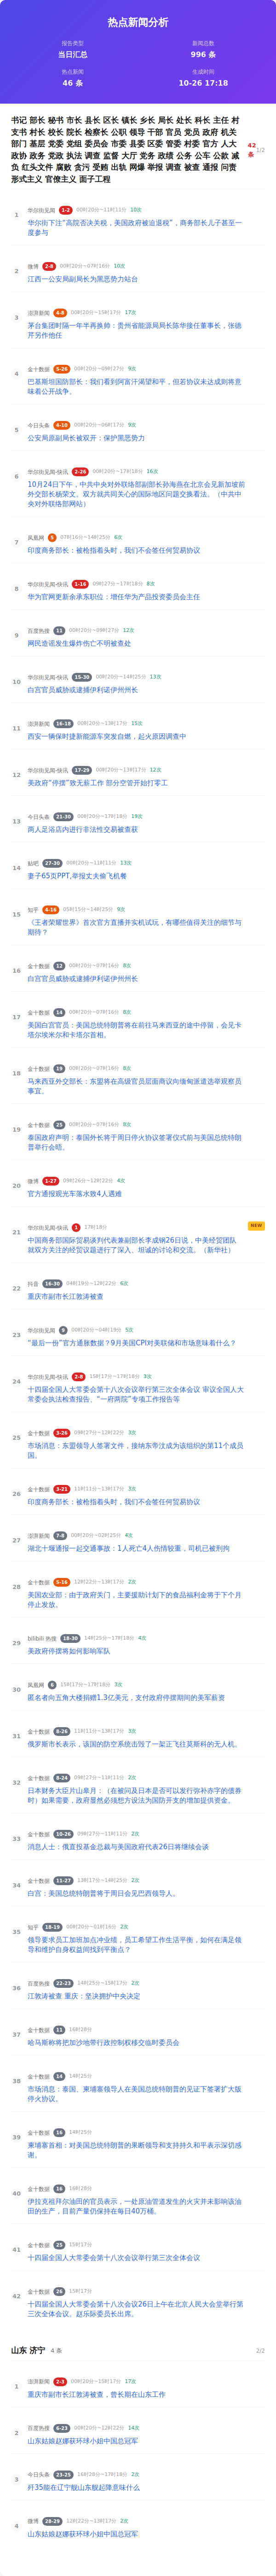 热点新闻分析
报告类型
当日汇总
新闻总数
996 条
热点新闻
46 条
生成时间
10-26 17:18
书记 部长 秘书 市长 县长 区长 镇长 乡长 局长 处长 科长 主任 村
支书 村长 校长 院长 检察长 公职 领导 干部 官员 党员 政府 机关
部门 基层 党委 党组 委员会 市委 县委 区委 管委 村委 官方 人大
政协 政务 党政 执法 调查 监督 大厅 党务 政绩 公务 公车 公款 减
负 红头文件 腐败 贪污 受贿 出轨 网爆 举报 调查 被查 通报 问责
形式主义 官僚主义 面子工程
42
条
1/2
1
华尔街见闻 1-2 00时20分~11时11分 10次
华尔街下注"高院否决关税，美国政府被迫退税"，商务部长儿子甚至一
度参与
2
微博 2-8 00时20分~07时16分 10次
江西一公安局副局长为黑恶势力站台
3
澎湃新闻 4-8 00时20分~15时17分 17次
茅台集团时隔一年半再换帅：贵州省能源局局长陈华接任董事长，张德
芹另作他任
4
金十数据 5-26 00时20分~09时27分 9次
巴基斯坦国防部长：我们看到阿富汗渴望和平，但若协议未达成则将意
味着公开战争。
5
今日头条 4-10 00时20分~06时17分 9次
公安局原副局长被双开：保护黑恶势力
6
华尔街见闻-快讯 2-26 00时20分~17时18分 16次
10月24日下午，中共中央对外联络部副部长孙海燕在北京会见新加坡前
外交部长杨荣文。双方就共同关心的国际地区问题交换看法。（中共中
央对外联络部网站）
7
凤凰网 5 07时16分~14时25分 6次
印度商务部长：被枪指着头时，我们不会签任何贸易协议
8
华尔街见闻-快讯 1-16 09时27分~17时18分 8次
华为官网更新余承东职位：增任华为产品投资委员会主任
9
百度热搜 11 00时20分~09时27分 12次
网民造谣发生爆炸伤亡不明被查处
10
华尔街见闻-快讯 15-30 00时20分~14时25分 13次
白宫官员威胁或逮捕伊利诺伊州州长
11
澎湃新闻 16-18 00时20分~13时17分 15次
西安一辆保时捷新能源车突发自燃，起火原因调查中
12
华尔街见闻-快讯 17-29 00时20分~13时17分 12次
美政府"停摆"致无薪工作 部分空管开始打零工
13
今日头条 21-30 00时20分~17时18分 19次
两人足浴店内进行非法性交易被查获
14
贴吧 27-30 00时20分~11时11分 13次
妻子65页PPT,举报丈夫偷飞机餐
15
知乎 4-16 05时15分~14时25分 9次
《王者荣耀世界》首次官方直播并实机试玩，有哪些值得关注的细节与
期待？
16
金十数据 12 00时20分~07时16分 8次
白宫官员威胁或逮捕伊利诺伊州州长
17
金十数据 14 00时20分~07时16分 8次
美国白宫官员：美国总统特朗普将在前往马来西亚的途中停留，会见卡
塔尔埃米尔和卡塔尔首相。
18
金十数据 19 00时20分~07时16分 8次
马来西亚外交部长：东盟将在高级官员层面商议向缅甸派遣选举观察员
事宜。
19
金十数据 25 00时20分~07时16分 8次
泰国政府声明：泰国外长将于周日停火协议签署仪式前与美国总统特朗
普举行会晤。
20
微博 1-27 09时26分~12时22分 4次
官方通报观光车落水致4人遇难
21
华尔街见闻-快讯 1 17时18分
中国商务部国际贸易谈判代表兼副部长李成钢26日说，中美经贸团队
就双方关注的经贸议题进行了深入、坦诚的讨论和交流。（新华社）
NEW
22
抖音 16-30 04时19分~12时22分 6次
重庆市副市长江敦涛被查
23
华尔街见闻 9 00时20分~04时19分 5次
"最后一份"官方通胀数据？9月美国CPI对美联储和市场意味着什么？
24
华尔街见闻-快讯 2-8 15时17分~17时18分 3次
十四届全国人大常委会第十八次会议举行第三次全体会议 审议全国人大
常委会执法检查报告、"一府两院"专项工作报告等
25
金十数据 3-26 09时27分~12时22分 3次
市场消息：东盟领导人签署文件，接纳东帝汶成为该组织的第11个成员
国。
26
金十数据 3-21 11时11分~13时17分 3次
印度商务部长：被枪指着头时，我们不会签任何贸易协议
27
澎湃新闻 7-8 00时20分~02时25分 4次
湖北十堰通报一起交通事故：1人死亡4人伤情较重，司机已被刑拘
28
金十数据 5-16 12时22分~13时17分 2次
美国农业部：由于政府关门，主要援助计划下的食品福利金将于下个月
停止发放。
29
bilibili 热搜 18-30 14时25分~17时18分 4次
美政府停摆将如何影响军队
30
凤凰网 6 15时17分~17时18分 3次
匿名者向五角大楼捐赠1.3亿美元，支付政府停摆期间的美军薪资
31
金十数据 8-26 11时11分~13时17分 3次
俄罗斯市长表示，该国的防空系统击毁了一架正飞往莫斯科的无人机。
32
金十数据 8-24 09时27分~11时11分 2次
日本财务大臣片山皋月：（在被问及日本是否可以发行弥补赤字的债券
时）如果需要，政府显然必须想方设法为国防开支的增加提供资金。
33
金十数据 10-26 09时27分~11时11分 2次
消息人士：俄直投基金总裁与美国政府代表26日将继续会谈
34
金十数据 11-27 13时17分~14时25分 2次
白宫：美国总统特朗普将于周日会见巴西领导人。
35
知乎 18-19 00时20分~01时16分 2次
领导要求员工加班加点冲业绩，员工希望工作生活平衡，如何在满足领
导和维护自身权益间找到平衡点？
36
百度热搜 22-23 14时25分~15时17分 2次
江敦涛被查 重庆：坚决拥护中央决定
37
金十数据 11 16时28分
哈马斯称将把加沙地带行政控制权移交临时委员会
38
金十数据 14 14时25分
市场消息：泰国、柬埔寨领导人在美国总统特朗普的见证下签署扩大版
停火协议。
39
金十数据 16 14时25分
柬埔寨首相：对美国总统特朗普的果断领导和支持持久和平表示深切感
谢。
40
金十数据 16 16时28分
伊拉克祖拜尔油田的官员表示，一处原油管道发生的火灾并未影响该油
田的生产，目前产量仍保持在每日40万桶。
41
金十数据 25 15时17分
十四届全国人大常委会第十八次会议举行第三次全体会议
42
金十数据 26 15时17分
十四届全国人大常委会第十八次会议26日上午在北京人民大会堂举行第
三次全体会议。赵乐际委员长出席。
山东 济宁 4 条
2/2
1
澎湃新闻 2-3 00时20分~15时17分 17次
重庆市副市长江敦涛被查，曾长期在山东工作
2
百度热搜 6-23 00时20分~12时22分 14次
山东姑娘赵娜获环球小姐中国总冠军
3
今日头条 23-25 16时28分~17时18分 2次
歼35能在辽宁舰山东舰起降意味什么
4
微博 28-29 12时22分~13时17分 2次
山东姑娘赵娜获环球小姐中国总冠军